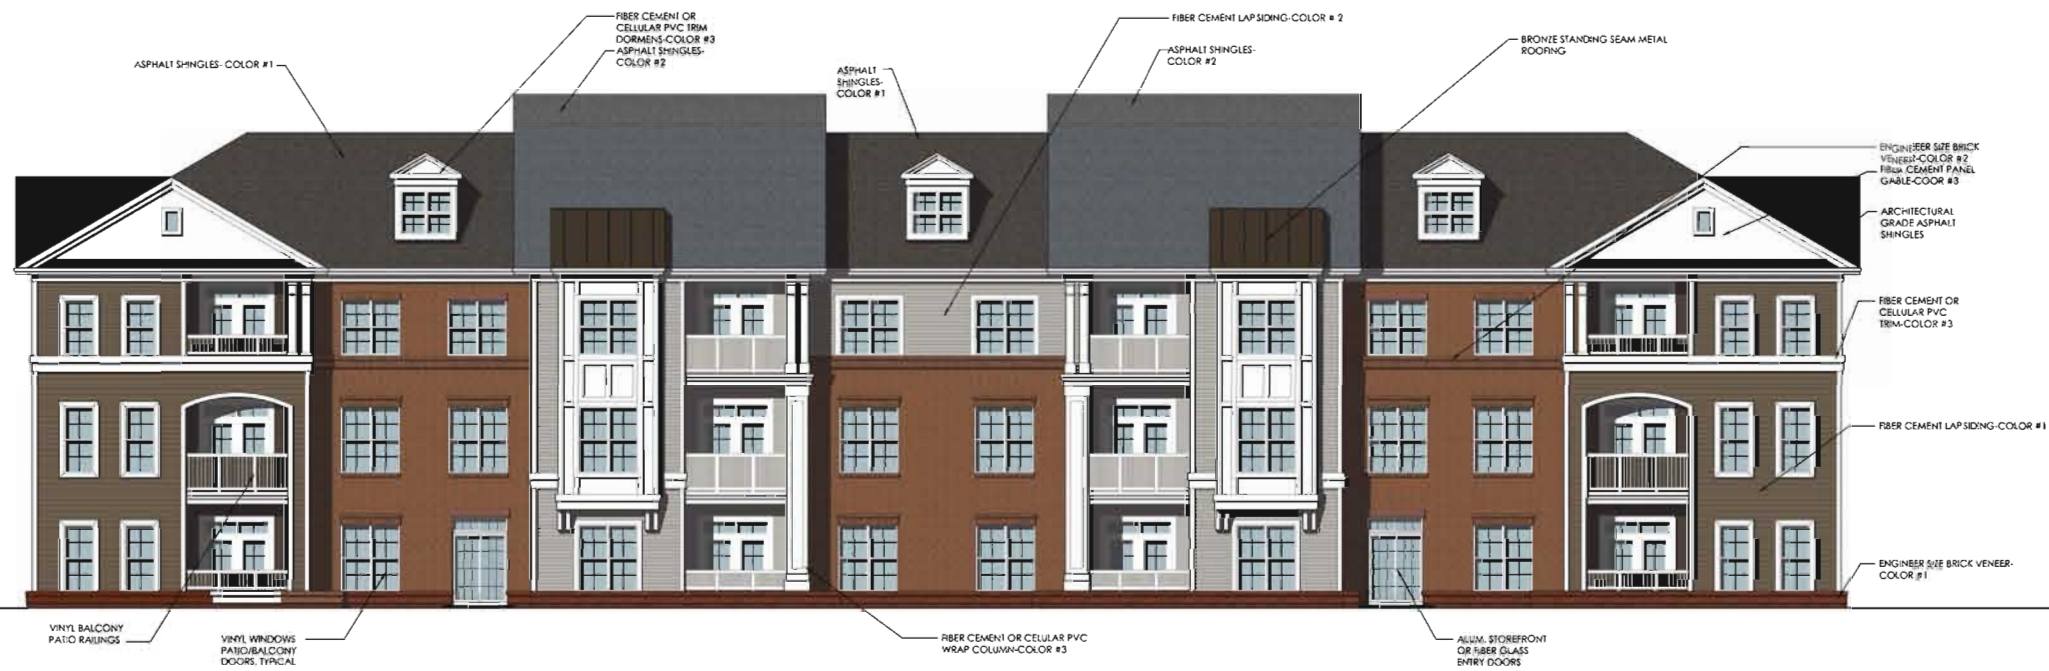 FIBER CEMENT OR
CELLULAR PVC TRIM
DORMENS-COLOR #3
ASPHALT SHINGLES-
COLOR #2
ASPHALT SHINGLES- COLOR #1
ASPHALT
SHINGLES-
COLOR #1
FIBER CEMENT LAP SIDING-COLOR # 2
ASPHALT SHINGLES-
COLOR #2
BRONZE STANDING SEAM METAL
ROOFING
ENGINEER SIZE BRICK
VENEER-COLOR #2
FIBER CEMENT PANEL
GABLE-COOR #3
ARCHITECTURAL
GRADE ASPHALT
SHINGLES
FIBER CEMENT OR
CELLULAR PVC
TRIM-COLOR #3
FIBER CEMENT LAP SIDING-COLOR #1
ENGINEER SIZE BRICK VENEER-
COLOR #1
VINYL BALCONY
PATIO RAILINGS
VINYL WINDOWS
PATIO/BALCONY
DOORS, TYPICAL
FIBER CEMENT OR CELULAR PVC
WRAP COLUMN-COLOR #3
ALUM. STOREFRONT
OR FIBER GLASS
ENTRY DOORS